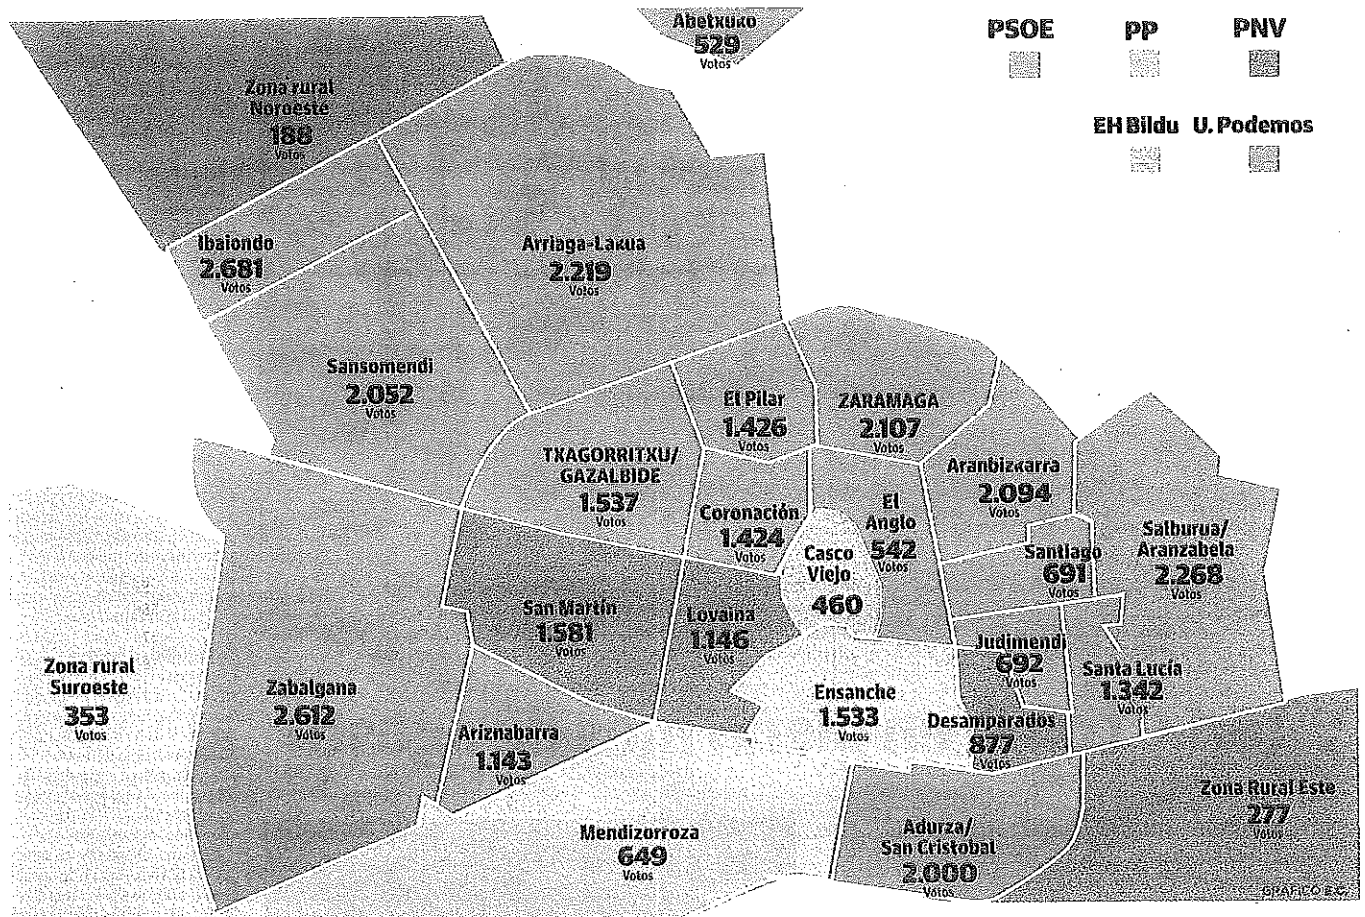 Abetxuko
529
Votos
PSOE
PP
PNV
EH Bildu
U. Podemos
Zona rural
Noroeste
188
Votos
Ibaiondo
2.681
Votos
Arriaga-Lakua
2.219
Votos
Sansomendi
2.052
Votos
El Pilar
1.426
Votos
ZARAMAGA
2.107
Votos
TXAGORRITXU/
GAZALBIDE
1.537
Votos
Aranbizkarra
2.094
Votos
Coronación
1.424
Votos
El
Anglo
542
Votos
Casco
Viejo
460
Santiago
691
Votos
Salburua/
Aranzabela
2.268
Votos
San Martín
1.581
Votos
Lovaina
1.146
Votos
Judimendi
692
Votos
Santa Lucía
1.342
Votos
Zona rural
Suroeste
353
Votos
Zabalgana
2.612
Votos
Ensanche
1.533
Votos
Desamparados
877
Votos
Ariznabarra
1.143
Votos
Zona Rural Este
277
Votos
Mendizorroza
649
Votos
Adurza/
San Cristobal
2.000
Votos
GRÁFICO E.C.